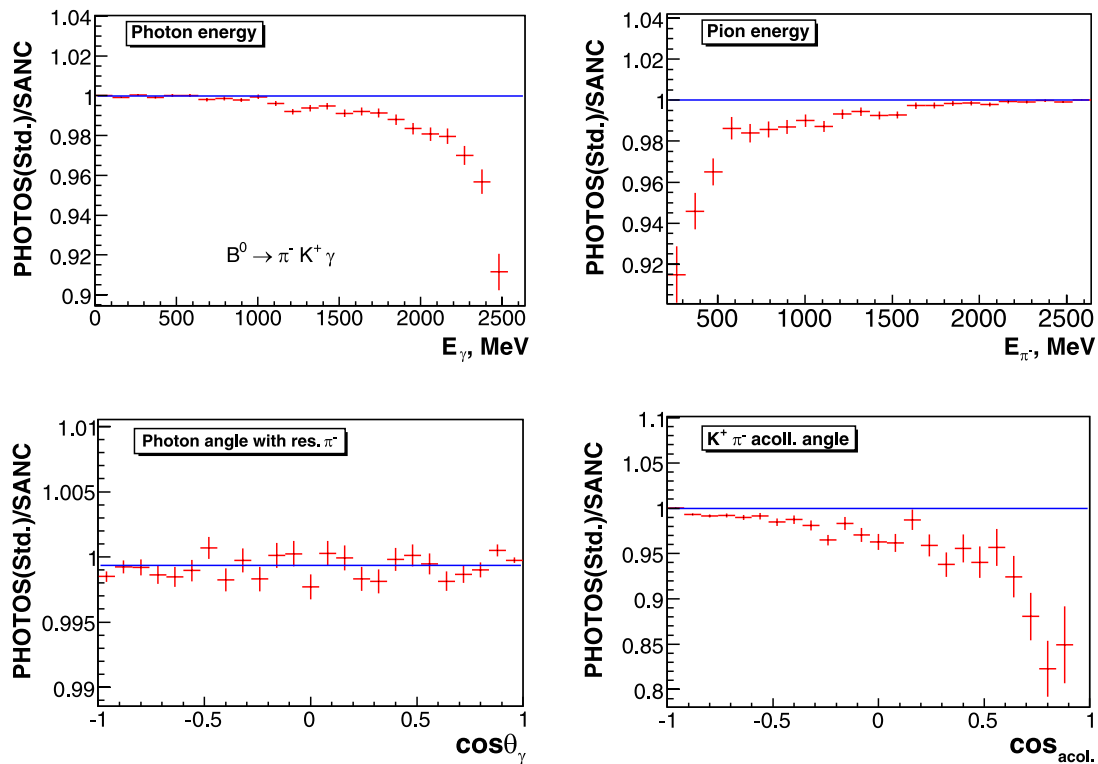 Photon energy
PHOTOS(Std.)/SANC
1.04
1.02
1
0.98
0.96
0.94
0.92
0.9
B⁰ → π⁻ K⁺ γ
0 500 1000 1500 2000 2500
E_γ, MeV
Pion energy
PHOTOS(Std.)/SANC
1.04
1.02
1
0.98
0.96
0.94
0.92
500 1000 1500 2000 2500
E_π⁻, MeV
Photon angle with res. π⁻
PHOTOS(Std.)/SANC
1.01
1.005
1
0.995
0.99
-1 -0.5 0 0.5 1
cosθ_γ
K⁺ π⁻ acoll. angle
PHOTOS(Std.)/SANC
1.1
1.05
1
0.95
0.9
0.85
0.8
-1 -0.5 0 0.5 1
cos_acol.